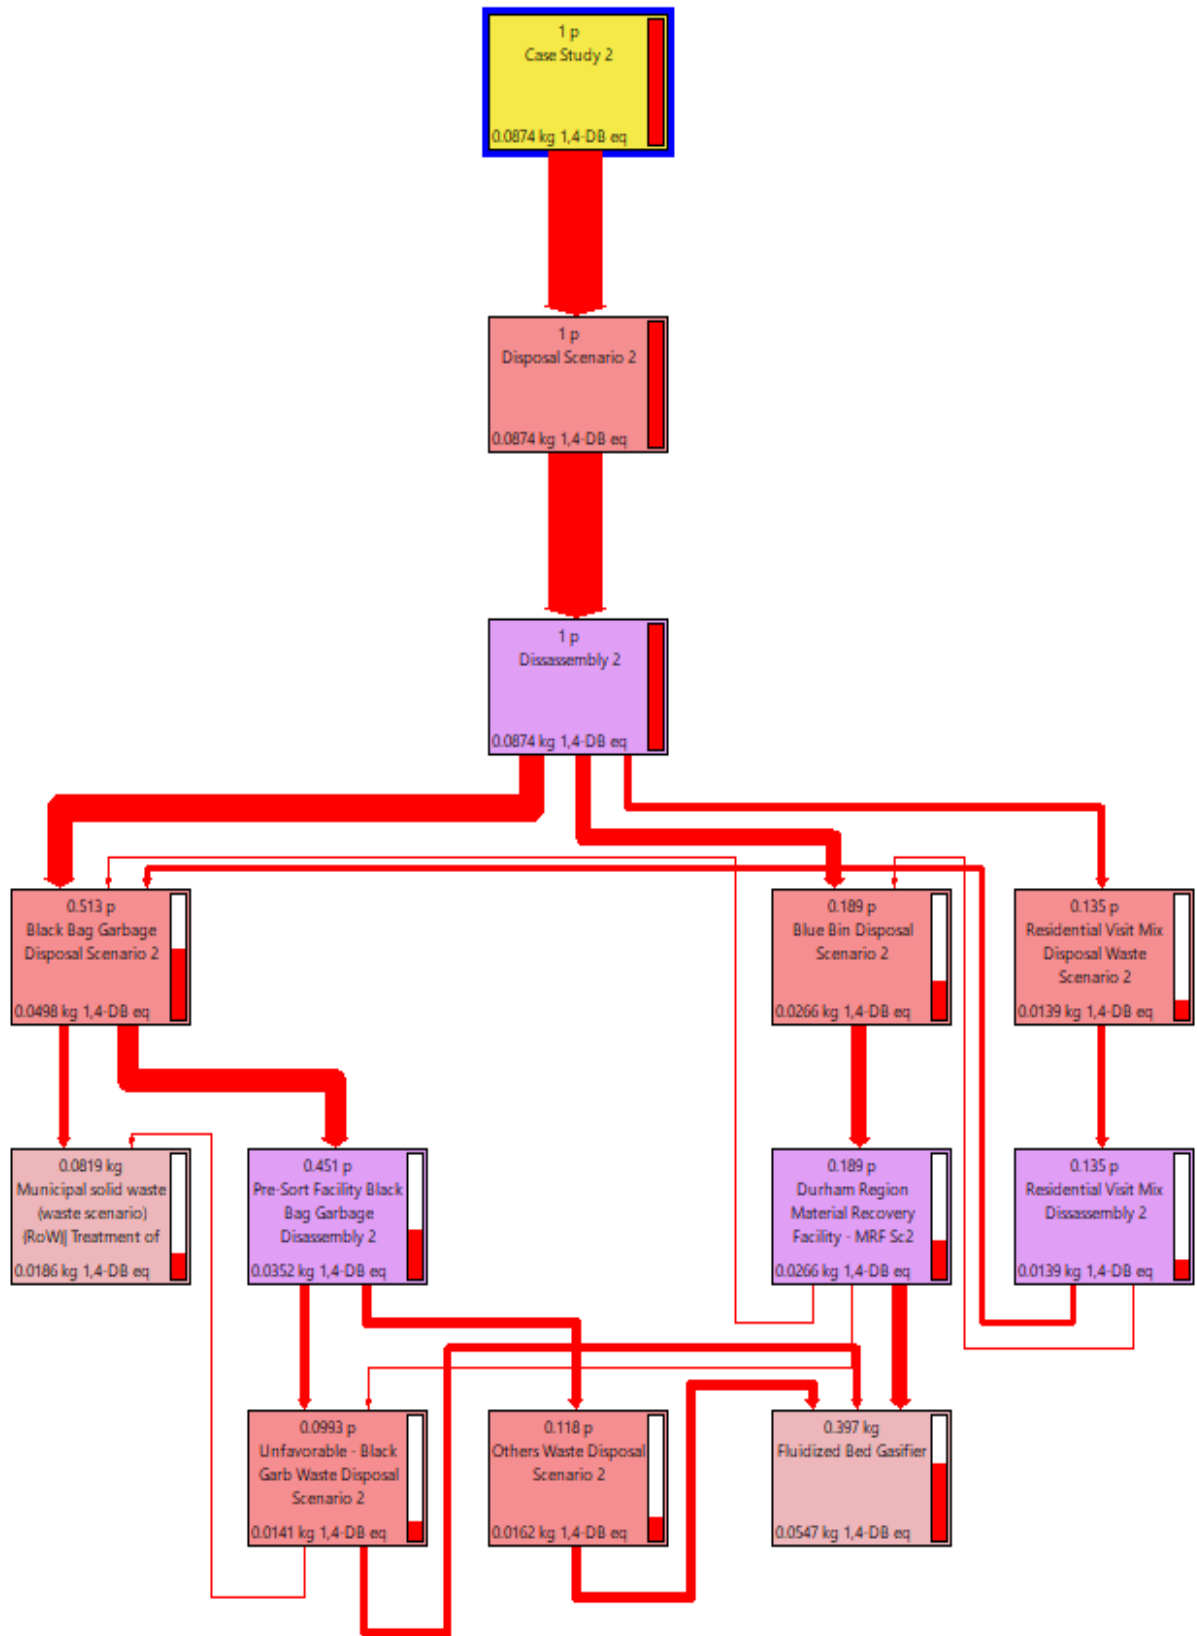 1 p
Case Study 2
0.0874 kg 1,4-DB eq
1 p
Disposal Scenario 2
0.0874 kg 1,4-DB eq
1 p
Dissassembly 2
0.0874 kg 1,4-DB eq
0.513 p
Black Bag Garbage
Disposal Scenario 2
0.0498 kg 1,4-DB eq
0.189 p
Blue Bin Disposal
Scenario 2
0.0266 kg 1,4-DB eq
0.135 p
Residential Visit Mix
Disposal Waste
Scenario 2
0.0139 kg 1,4-DB eq
0.0819 kg
Municipal solid waste
(waste scenario)
{RoW}| Treatment of
0.0186 kg 1,4-DB eq
0.451 p
Pre-Sort Facility Black
Bag Garbage
Disassembly 2
0.0352 kg 1,4-DB eq
0.189 p
Durham Region
Material Recovery
Facility - MRF Sc2
0.0266 kg 1,4-DB eq
0.135 p
Residential Visit Mix
Dissassembly 2
0.0139 kg 1,4-DB eq
0.0993 p
Unfavorable - Black
Garb Waste Disposal
Scenario 2
0.0141 kg 1,4-DB eq
0.118 p
Others Waste Disposal
Scenario 2
0.0162 kg 1,4-DB eq
0.397 kg
Fluidized Bed Gasifier
0.0547 kg 1,4-DB eq